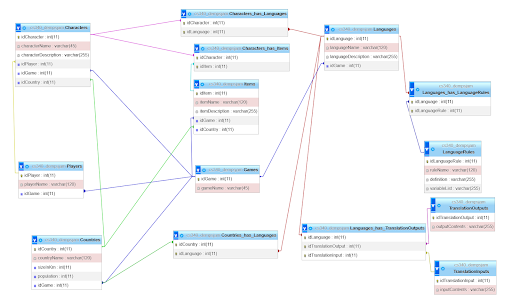 Characters
idCharacter : int(11)
characterName : varchar(45)
characterDescription : varchar(255)
idPlayer : int(11)
idGame : int(11)
idCountry : int(11)
Characters_has_Languages
idCharacter : int(11)
idLanguage : int(11)
Characters_has_Items
idCharacter : int(11)
idItem : int(11)
Items
idItem : int(11)
itemName : varchar(120)
itemDescription : varchar(255)
idGame : int(11)
idCountry : int(11)
Languages
idLanguage : int(11)
languageName : varchar(120)
languageDescription : varchar(255)
idGame : int(11)
Languages_has_LanguageRules
idLanguage : int(11)
idLanguageRule : int(11)
LanguageRules
idLanguageRule : int(11)
ruleName : varchar(120)
definition : varchar(255)
Players
idPlayer : int(11)
playerName : varchar(120)
idGame : int(11)
Games
idGame : int(11)
gameName : varchar(45)
Countries
idCountry : int(11)
countryName : varchar(120)
sizeinKm : int(11)
population : int(11)
idGame : int(11)
Countries_has_Languages
idCountry : int(11)
idLanguage : int(11)
Languages_has_TranslationOutputs
idLanguage : int(11)
idTranslationOutput : int(11)
idTranslationInput : int(11)
TranslationOutputs
idTranslationOutput : int(11)
outputContents : varchar(255)
TranslationInputs
idTranslationInput : int(11)